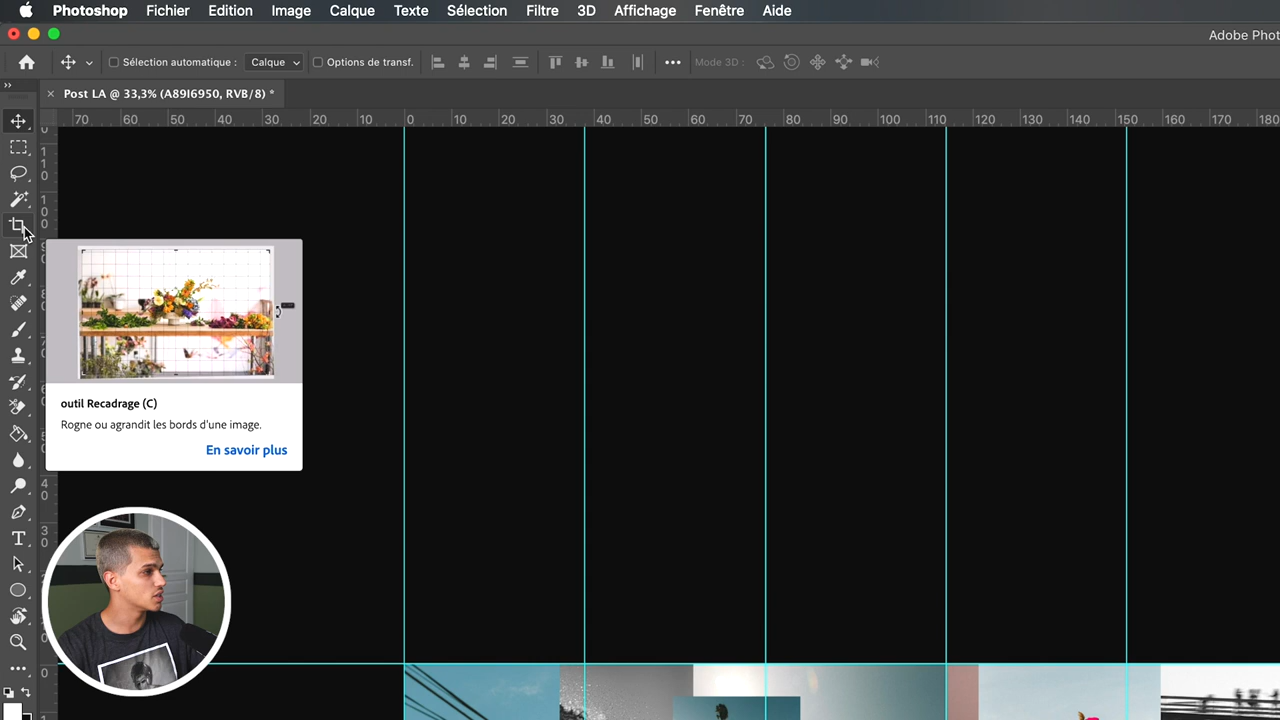 Photoshop Fichier Edition Image Calque Texte Sélection Filtre 3D Affichage Fenêtre Aide
Adobe Phot
Sélection automatique : Calque Options de transf. Mode 3D :
Post LA @ 33,3% (A89I6950, RVB/8) *
70 60 50 40 30 20 10 0 10 20 30 40 50 60 70 80 90 100 110 120 130 140 150 160 170 180
outil Recadrage (C)
Rogne ou agrandit les bords d'une image.
En savoir plus